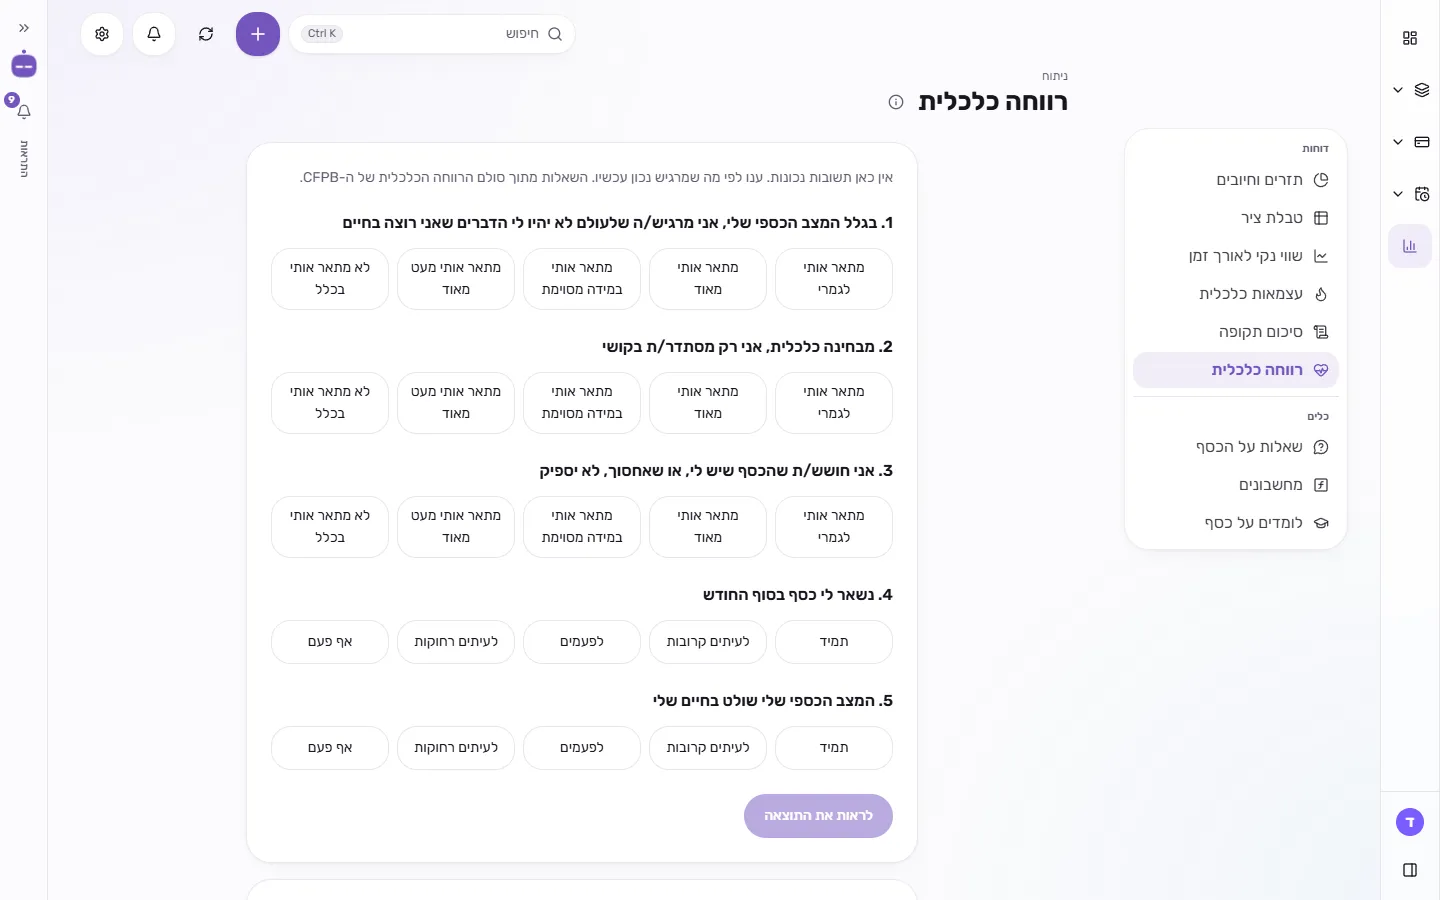 חיפוש
Ctrl K
9
התראות
ניתוח
רווחה כלכלית
דוחות
תזרים וחיובים
טבלת ציר
שווי נקי לאורך זמן
עצמאות כלכלית
סיכום תקופה
רווחה כלכלית
כלים
שאלות על הכסף
מחשבונים
לומדים על כסף
אין כאן תשובות נכונות. ענו לפי מה שמרגיש נכון עכשיו. השאלות מתוך סולם הרווחה הכלכלית של ה-CFPB.
1. בגלל המצב הכספי שלי, אני מרגיש/ה שלעולם לא יהיו לי הדברים שאני רוצה בחיים
מתאר אותי
לגמרי
מתאר אותי
מאוד
מתאר אותי
במידה מסוימת
מתאר אותי מעט
מאוד
לא מתאר אותי
בכלל
2. מבחינה כלכלית, אני רק מסתדר/ת בקושי
מתאר אותי
לגמרי
מתאר אותי
מאוד
מתאר אותי
במידה מסוימת
מתאר אותי מעט
מאוד
לא מתאר אותי
בכלל
3. אני חושש/ת שהכסף שיש לי, או שאחסוך, לא יספיק
מתאר אותי
לגמרי
מתאר אותי
מאוד
מתאר אותי
במידה מסוימת
מתאר אותי מעט
מאוד
לא מתאר אותי
בכלל
4. נשאר לי כסף בסוף החודש
תמיד
לעיתים קרובות
לפעמים
לעיתים רחוקות
אף פעם
5. המצב הכספי שלי שולט בחיים שלי
תמיד
לעיתים קרובות
לפעמים
לעיתים רחוקות
אף פעם
לראות את התוצאה
ד